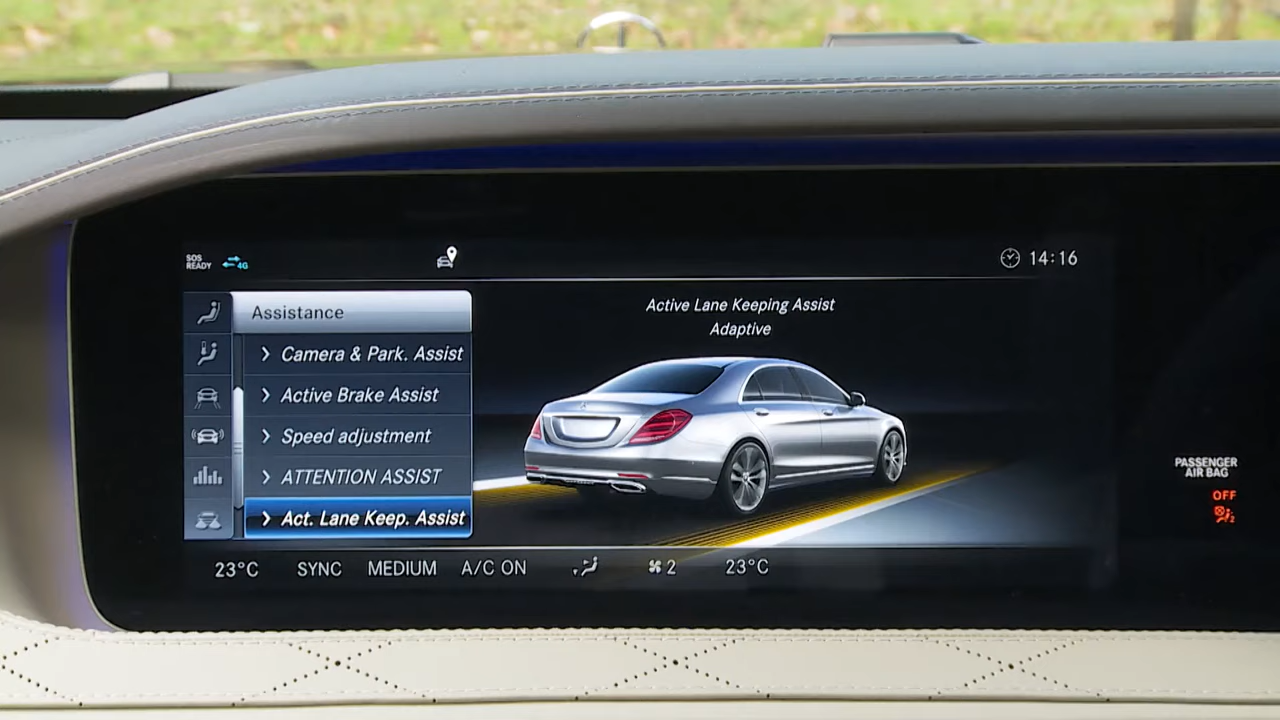 SOS
READY
4G
14:16
Assistance
Camera & Park. Assist
Active Brake Assist
Speed adjustment
ATTENTION ASSIST
Act. Lane Keep. Assist
Active Lane Keeping Assist
Adaptive
PASSENGER
AIR BAG
OFF
2
23°C SYNC MEDIUM A/C ON 2 23°C